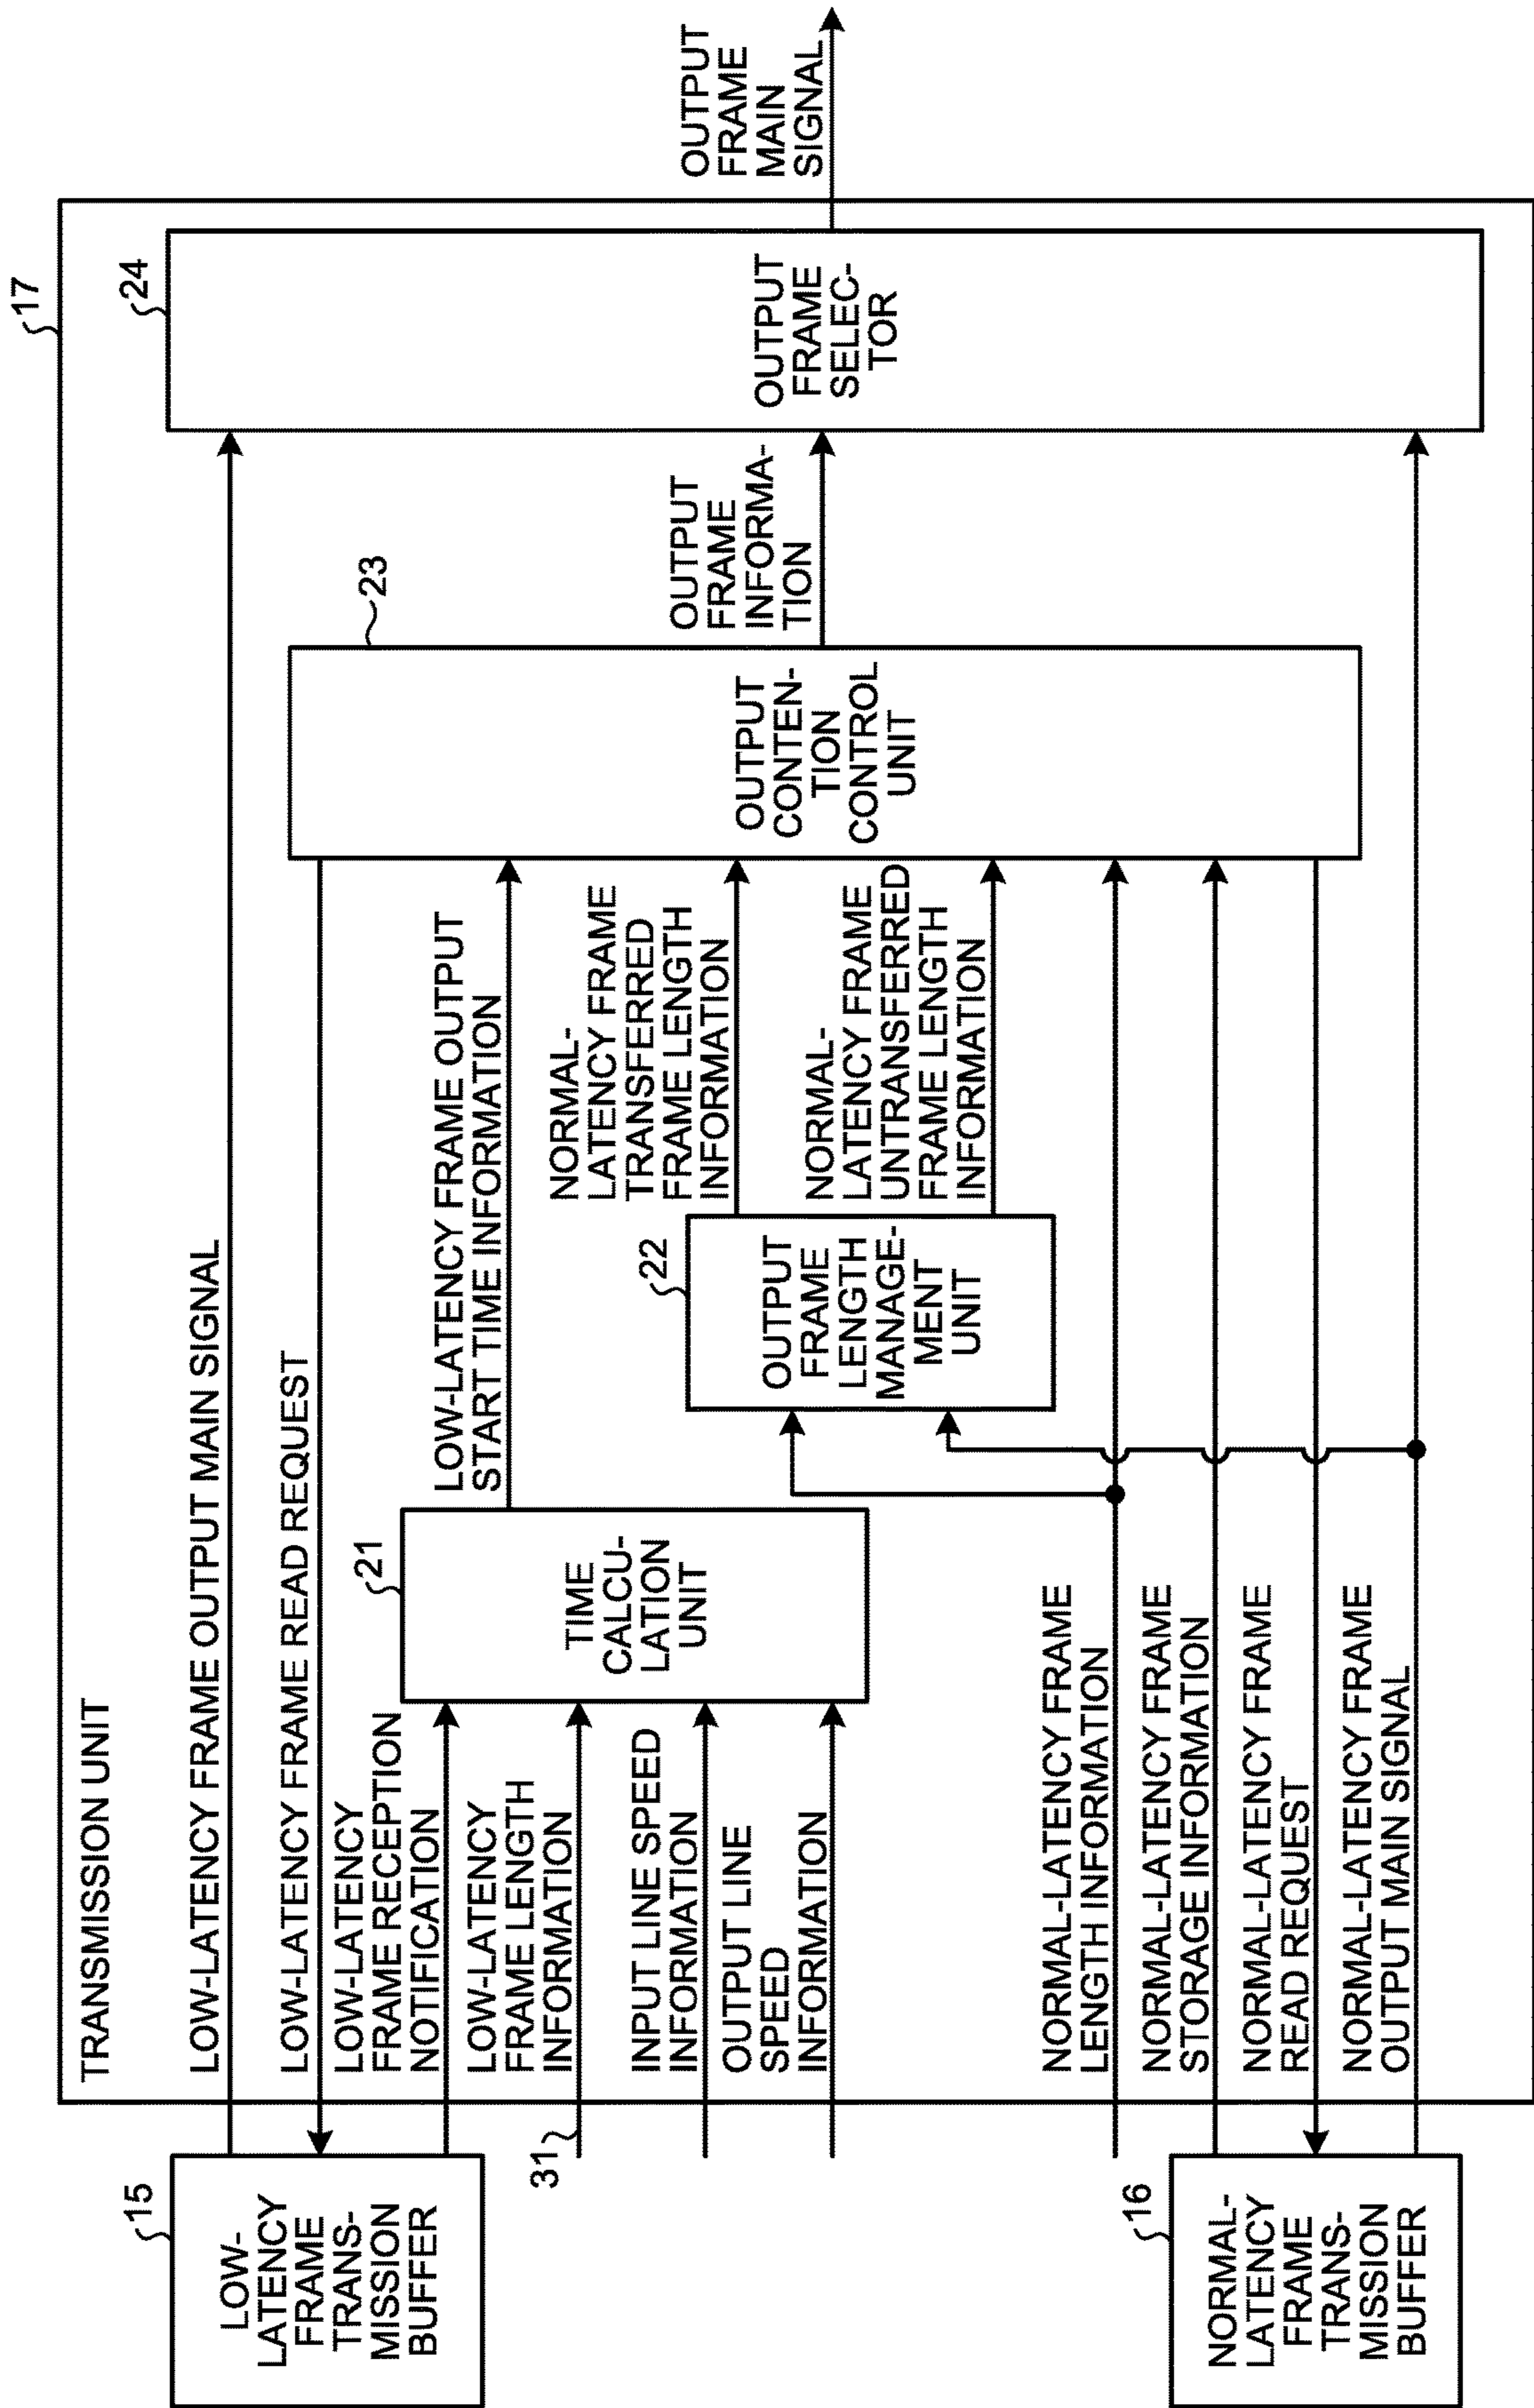 17
TRANSMISSION UNIT
15
LOW-
LATENCY
FRAME
TRANS-
MISSION
BUFFER
LOW-LATENCY FRAME OUTPUT MAIN SIGNAL
LOW-LATENCY FRAME READ REQUEST
LOW-LATENCY
FRAME RECEPTION
NOTIFICATION
31
LOW-LATENCY
FRAME LENGTH
INFORMATION
INPUT LINE SPEED
INFORMATION
OUTPUT LINE
SPEED
INFORMATION
21
TIME
CALCU-
LATION
UNIT
LOW-LATENCY FRAME OUTPUT
START TIME INFORMATION
22
OUTPUT
FRAME
LENGTH
MANAGE-
MENT
UNIT
NORMAL-
LATENCY FRAME
TRANSFERRED
FRAME LENGTH
INFORMATION
NORMAL-
LATENCY FRAME
UNTRANSFERRED
FRAME LENGTH
INFORMATION
23
OUTPUT
CONTEN-
TION
CONTROL
UNIT
OUTPUT
FRAME
INFORMA-
TION
24
OUTPUT
FRAME
SELEC-
TOR
OUTPUT
FRAME
MAIN
SIGNAL
16
NORMAL-
LATENCY
FRAME
TRANS-
MISSION
BUFFER
NORMAL-LATENCY FRAME
LENGTH INFORMATION
NORMAL-LATENCY FRAME
STORAGE INFORMATION
NORMAL-LATENCY FRAME
READ REQUEST
NORMAL-LATENCY FRAME
OUTPUT MAIN SIGNAL